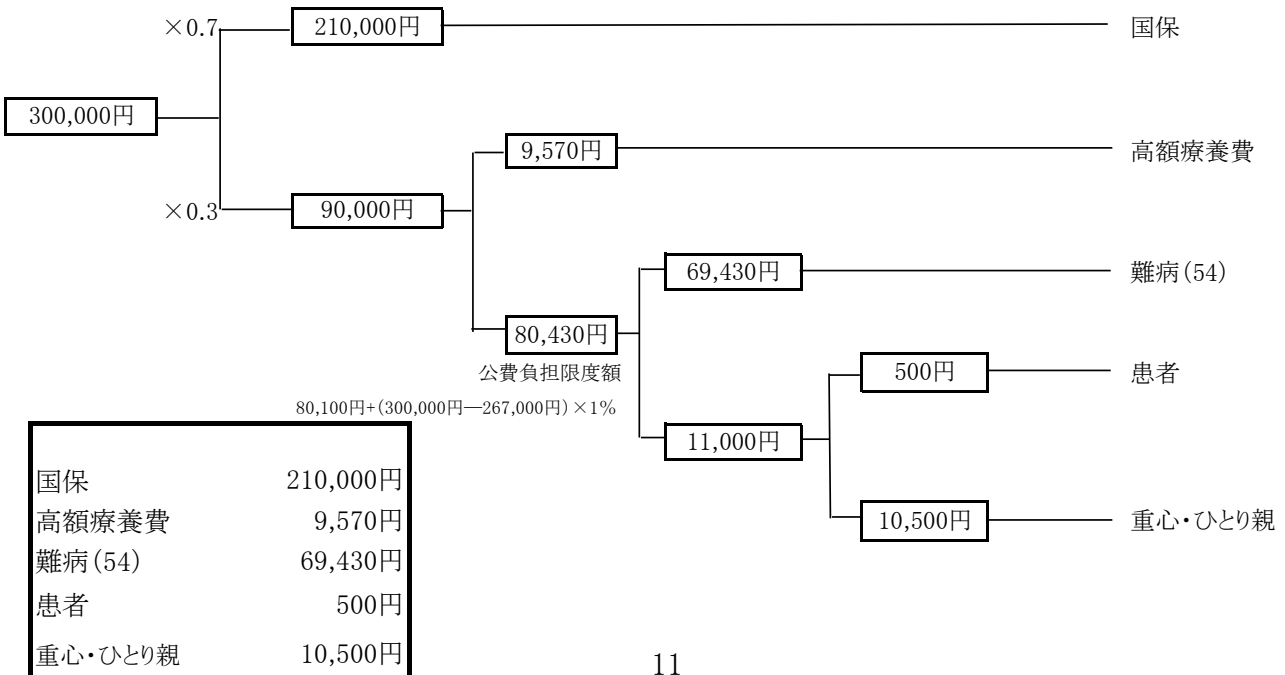 ×0.7
210,000円
国保
300,000円
9,570円
高額療養費
×0.3
90,000円
69,430円
難病(54)
80,430円
公費負担限度額
80,100円+(300,000円―267,000円)×1%
500円
患者
11,000円
10,500円
重心・ひとり親
国保 210,000円
高額療養費 9,570円
難病(54) 69,430円
患者 500円
重心・ひとり親 10,500円
11